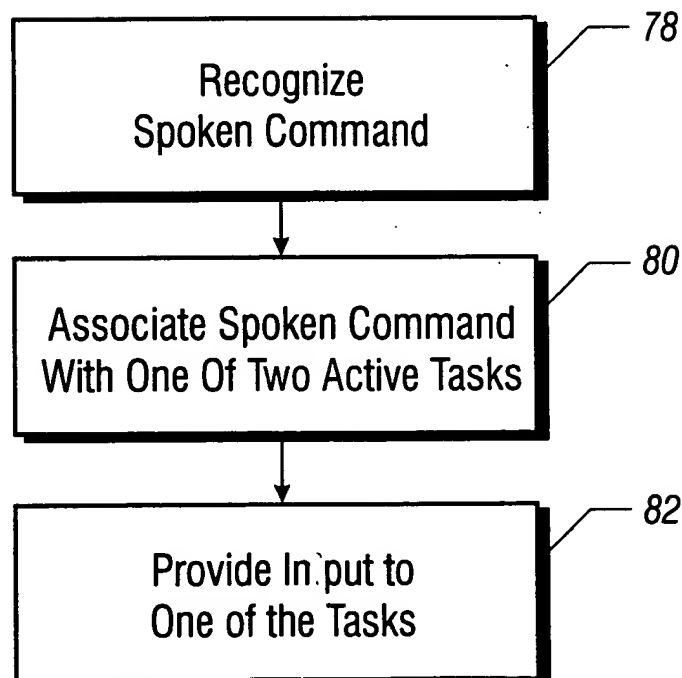 78
Recognize
Spoken Command
80
Associate Spoken Command
With One Of Two Active Tasks
82
Provide Input to
One of the Tasks